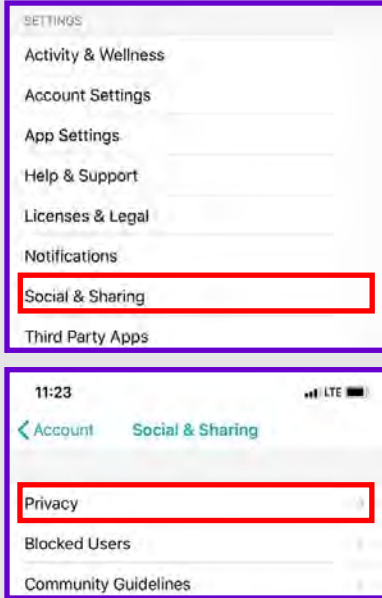 SETTINGS
Activity & Wellness
Account Settings
App Settings
Help & Support
Licenses & Legal
Notifications
Social & Sharing
Third Party Apps
11:23 LTE
Account Social & Sharing
Privacy
Blocked Users
Community Guidelines